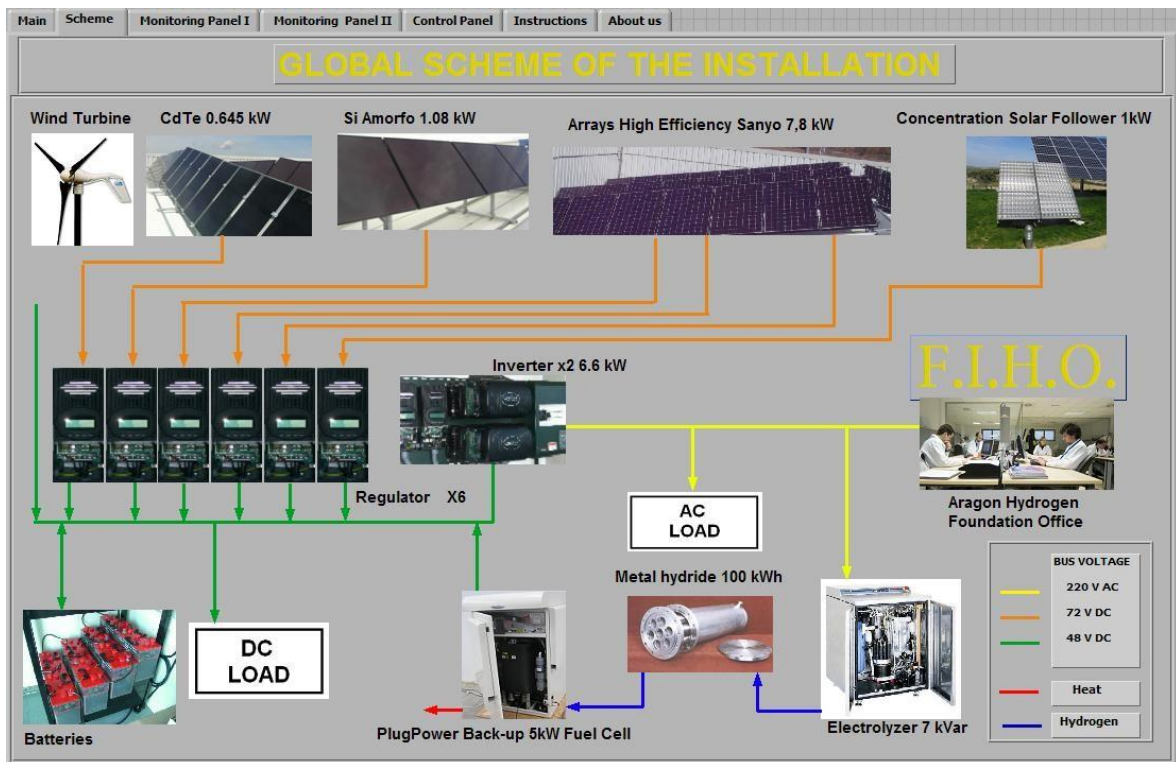 Main Scheme Monitoring Panel I Monitoring Panel II Control Panel Instructions About us
GLOBAL SCHEME OF THE INSTALLATION
Wind Turbine
CdTe 0.645 kW
Si Amorfo 1.08 kW
Arrays High Efficiency Sanyo 7,8 kW
Concentration Solar Follower 1kW
Inverter x2 6.6 kW
F.I.H.O.
Regulator X6
AC
LOAD
Aragon Hydrogen
Foundation Office
BUS VOLTAGE
220 V AC
72 V DC
48 V DC
Heat
Hydrogen
Metal hydride 100 kWh
DC
LOAD
Batteries
PlugPower Back-up 5kW Fuel Cell
Electrolyzer 7 kVar